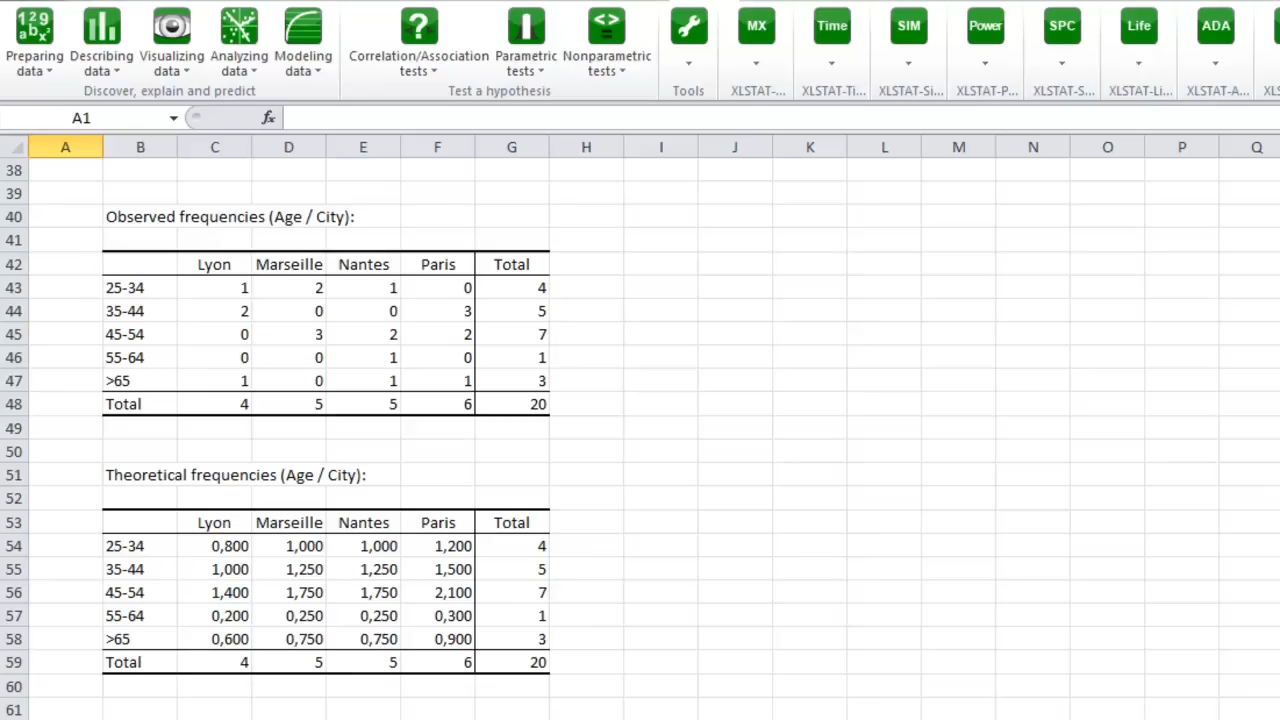 129 MX Time SIM Power SPC Life ADA
Preparing Describing Visualizing Analyzing Modeling Correlation/Association Parametric Nonparametric
data data data data data tests tests tests
Discover, explain and predict Test a hypothesis Tools XLSTAT-... XLSTAT-Ti... XLSTAT-Si... XLSTAT-P... XLSTAT-S... XLSTAT-Li... XLSTAT-A... XLS
A1 fx
A B C D E F G H I J K L M N O P Q
38
39
40 Observed frequencies (Age / City):
41
42 Lyon Marseille Nantes Paris Total
43 25-34 1 2 1 0 4
44 35-44 2 0 0 3 5
45 45-54 0 3 2 2 7
46 55-64 0 0 1 0 1
47 >65 1 0 1 1 3
48 Total 4 5 5 6 20
49
50
51 Theoretical frequencies (Age / City):
52
53 Lyon Marseille Nantes Paris Total
54 25-34 0,800 1,000 1,000 1,200 4
55 35-44 1,000 1,250 1,250 1,500 5
56 45-54 1,400 1,750 1,750 2,100 7
57 55-64 0,200 0,250 0,250 0,300 1
58 >65 0,600 0,750 0,750 0,900 3
59 Total 4 5 5 6 20
60
61